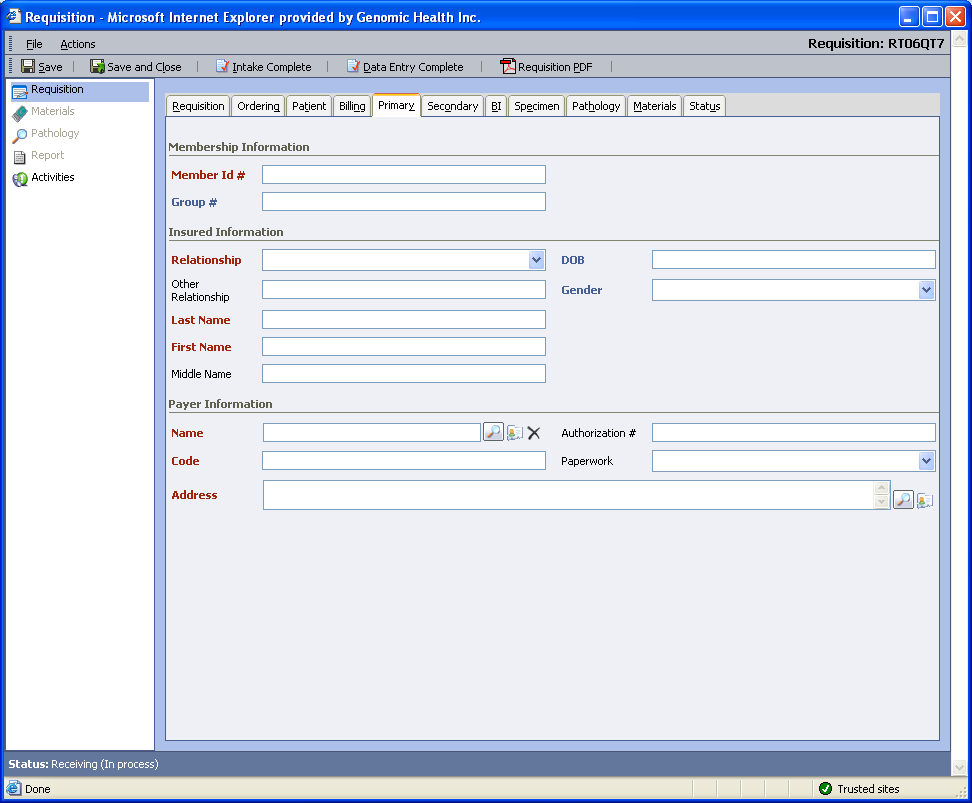 Requisition - Microsoft Internet Explorer provided by Genomic Health Inc.
File Actions Requisition: RT06QT7
Save Save and Close Intake Complete Data Entry Complete Requisition PDF
Requisition
Materials
Pathology
Report
Activities
Requisition Ordering Patient Billing Primary Secondary BI Specimen Pathology Materials Status
Membership Information
Member Id #
Group #
Insured Information
Relationship DOB
Other
Relationship
Gender
Last Name
First Name
Middle Name
Payer Information
Name Authorization #
Code Paperwork
Address
Status: Receiving (In process)
Done Trusted sites